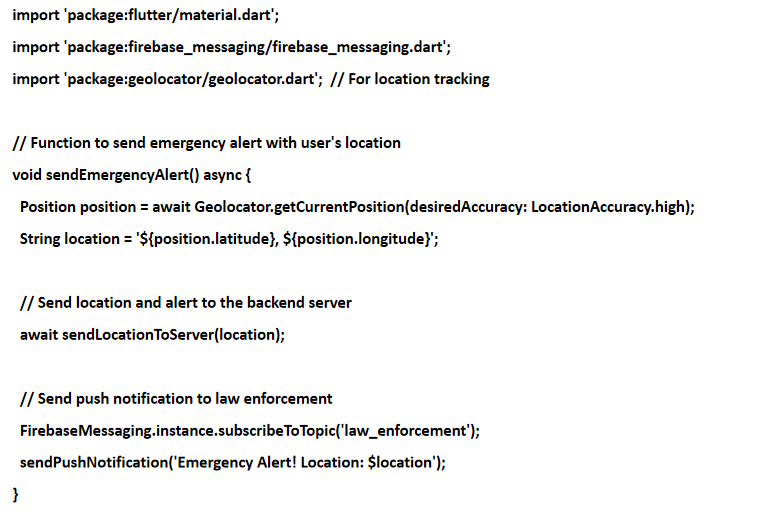 import 'package:flutter/material.dart';
import 'package:firebase_messaging/firebase_messaging.dart';
import 'package:geolocator/geolocator.dart';  // For location tracking
// Function to send emergency alert with user's location
void sendEmergencyAlert() async {
  Position position = await Geolocator.getCurrentPosition(desiredAccuracy: LocationAccuracy.high);
  String location = '${position.latitude}, ${position.longitude}';
  // Send location and alert to the backend server
  await sendLocationToServer(location);
  // Send push notification to law enforcement
  FirebaseMessaging.instance.subscribeToTopic('law_enforcement');
  sendPushNotification('Emergency Alert! Location: $location');
}